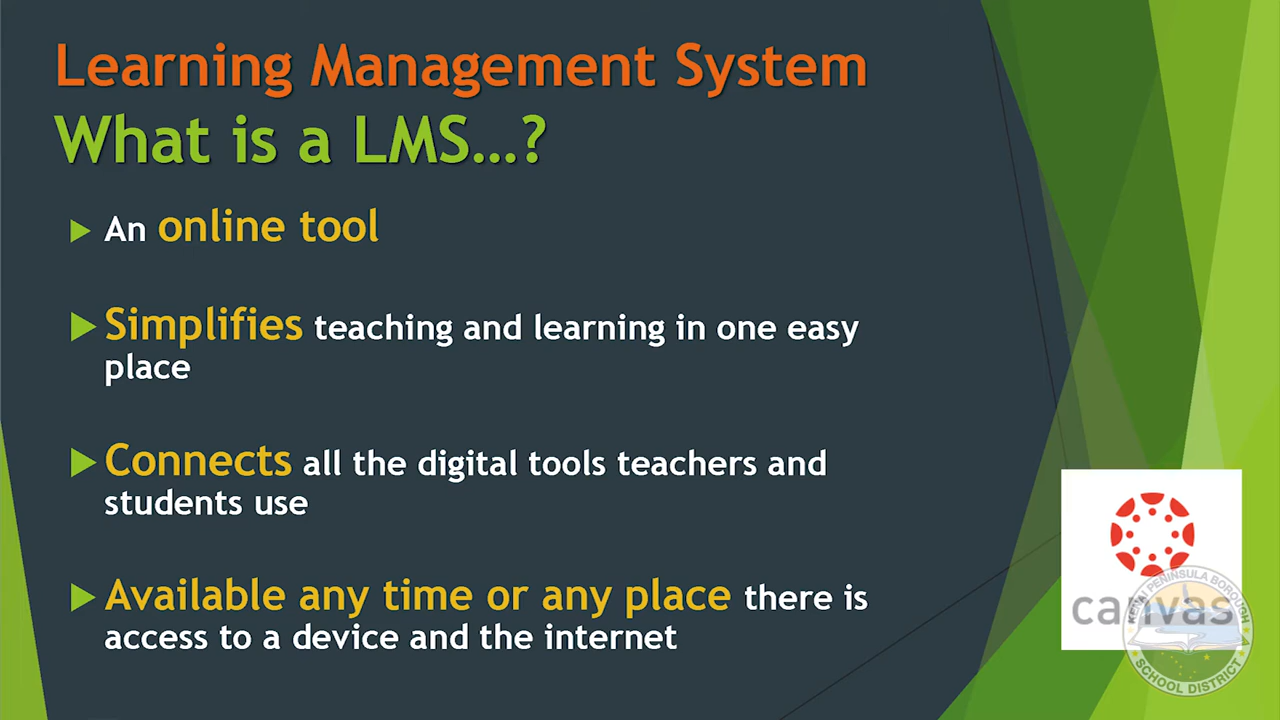 Learning Management System
What is a LMS…?
An online tool
Simplifies teaching and learning in one easy
place
Connects all the digital tools teachers and
students use
Available any time or any place there is
access to a device and the internet
canvas
KENAI PENINSULA BOROUGH
SCHOOL DISTRICT